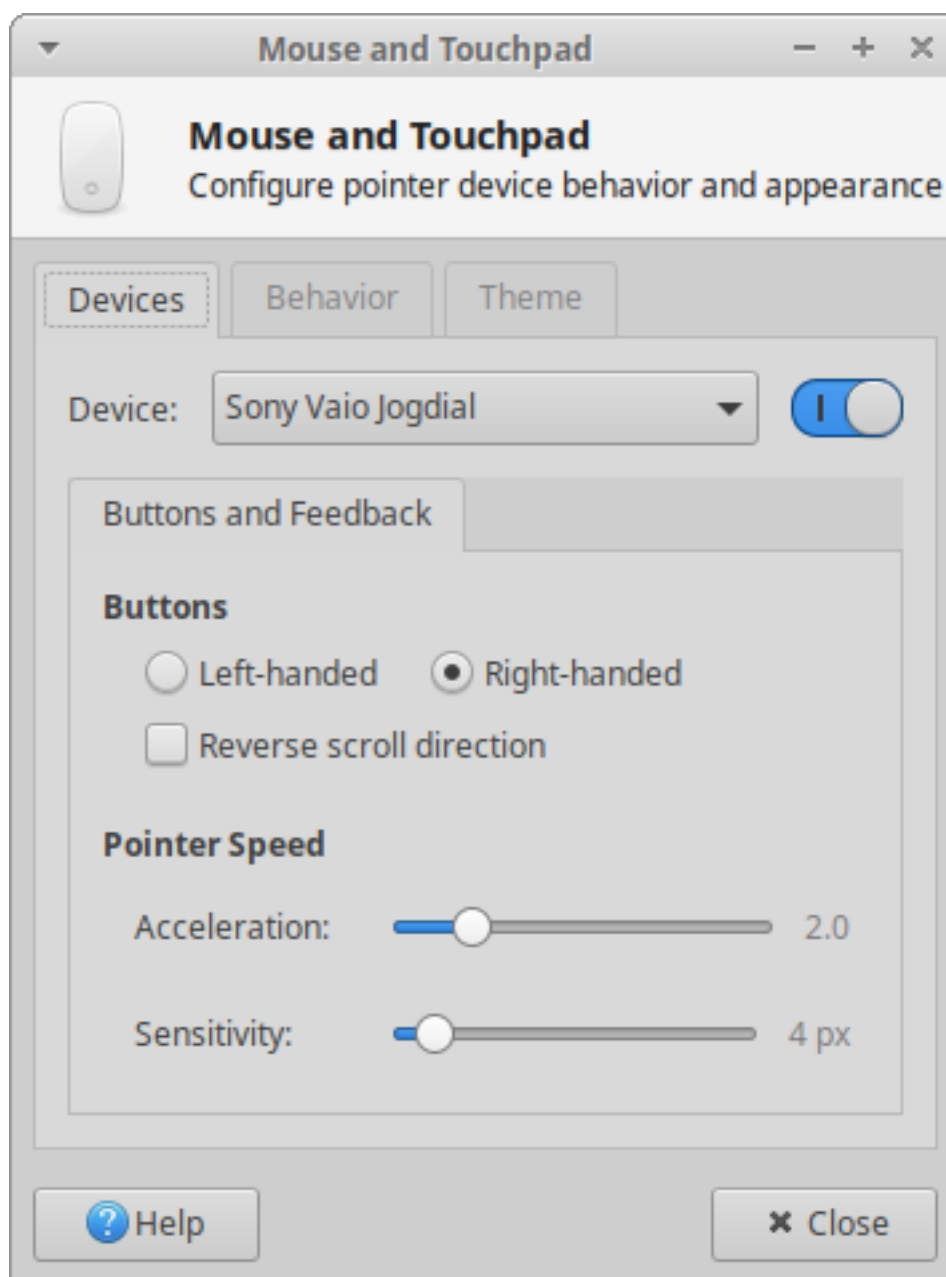 Mouse and Touchpad
Mouse and Touchpad
Configure pointer device behavior and appearance
Devices Behavior Theme
Device: Sony Vaio Jogdial
Buttons and Feedback
Buttons
Left-handed Right-handed
Reverse scroll direction
Pointer Speed
Acceleration: 2.0
Sensitivity: 4 px
Help Close